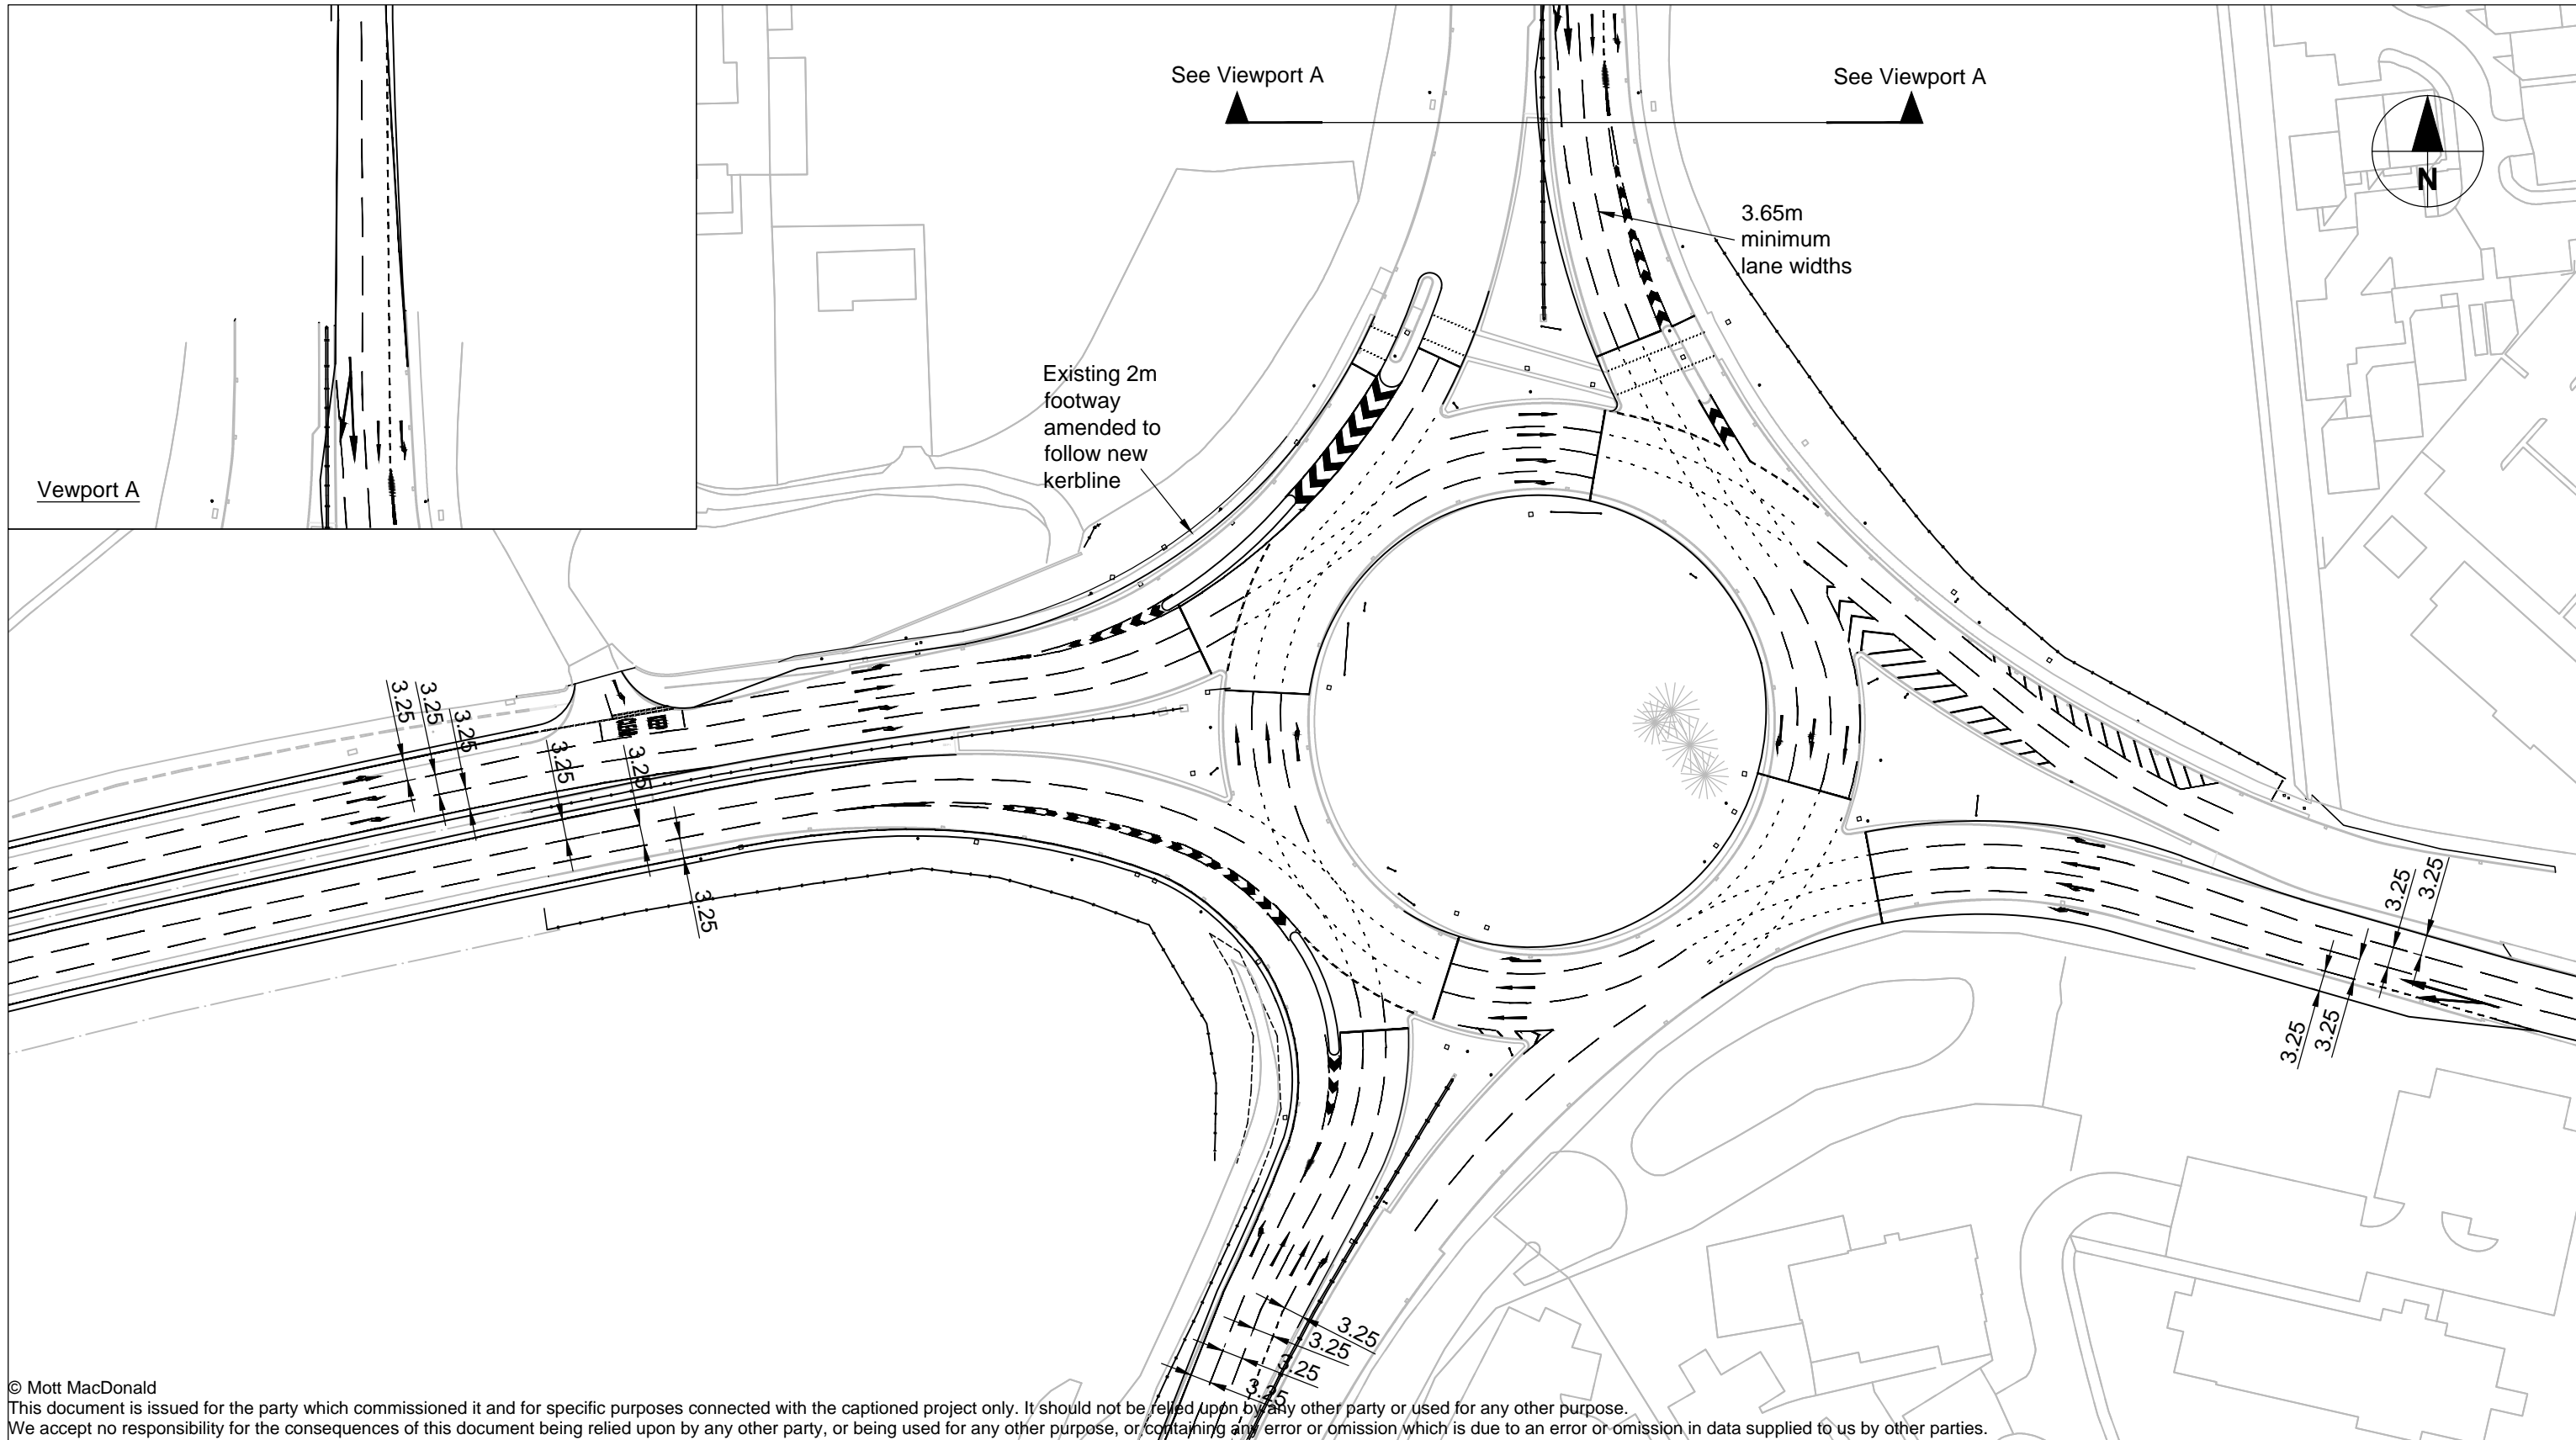 See Viewport A
See Viewport A
N
3.65m
minimum
lane widths
Existing 2m
footway
amended to
follow new
kerbline
Vewport A
3.25
3.25
3.25
3.25
3.25
3.25
3.25
3.25
3.25
3.25
3.25
3.25
3.25
3.25
© Mott MacDonald
This document is issued for the party which commissioned it and for specific purposes connected with the captioned project only. It should not be relied upon by any other party or used for any other purpose.
We accept no responsibility for the consequences of this document being relied upon by any other party, or being used for any other purpose, or containing any error or omission which is due to an error or omission in data supplied to us by other parties.